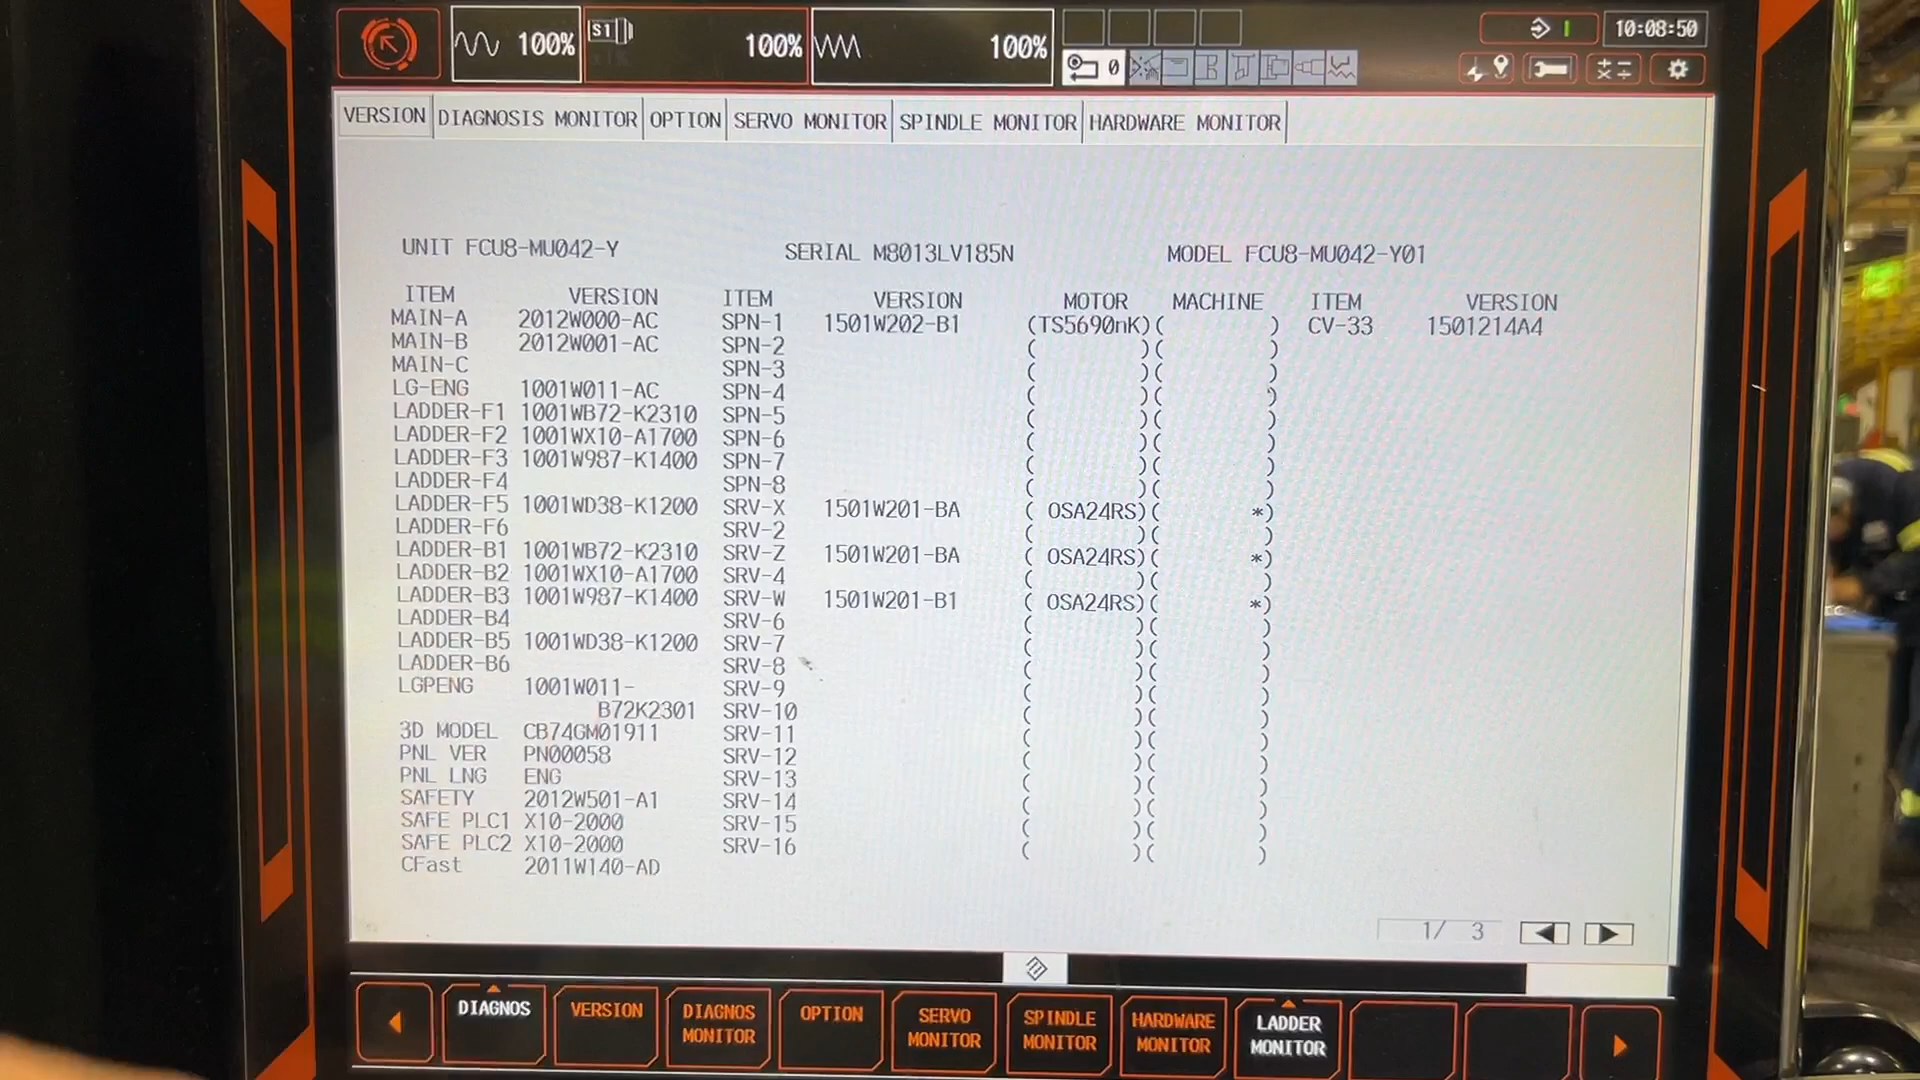 100% S1 100% 100% 0 10:08:50
VERSION DIAGNOSIS MONITOR OPTION SERVO MONITOR SPINDLE MONITOR HARDWARE MONITOR
UNIT FCU8-MU042-Y SERIAL M8013LV185N MODEL FCU8-MU042-Y01
ITEM VERSION ITEM VERSION MOTOR MACHINE ITEM VERSION
MAIN-A 2012W000-AC SPN-1 1501W202-B1 (TS5690nK)( ) CV-33 1501214A4
MAIN-B 2012W001-AC SPN-2 ( )( )
MAIN-C SPN-3 ( )( )
LG-ENG 1001W011-AC SPN-4 ( )( )
LADDER-F1 1001WB72-K2310 SPN-5 ( )( )
LADDER-F2 1001WX10-A1700 SPN-6 ( )( )
LADDER-F3 1001W987-K1400 SPN-7 ( )( )
LADDER-F4 SPN-8 ( )( )
LADDER-F5 1001WD38-K1200 SRV-X 1501W201-BA ( OSA24RS)( *)
LADDER-F6 SRV-2 ( )( )
LADDER-B1 1001WB72-K2310 SRV-Z 1501W201-BA ( OSA24RS)( *)
LADDER-B2 1001WX10-A1700 SRV-4 ( )( )
LADDER-B3 1001W987-K1400 SRV-W 1501W201-B1 ( OSA24RS)( *)
LADDER-B4 SRV-6 ( )( )
LADDER-B5 1001WD38-K1200 SRV-7 ( )( )
LADDER-B6 SRV-8 ( )( )
LGPENG 1001W011- SRV-9 ( )( )
B72K2301 SRV-10 ( )( )
3D MODEL CB74GM01911 SRV-11 ( )( )
PNL VER PN00058 SRV-12 ( )( )
PNL LNG ENG SRV-13 ( )( )
SAFETY 2012W501-A1 SRV-14 ( )( )
SAFE PLC1 X10-2000 SRV-15 ( )( )
SAFE PLC2 X10-2000 SRV-16 ( )( )
CFast 2011W140-AD
1/ 3
DIAGNOS VERSION DIAGNOS MONITOR OPTION SERVO MONITOR SPINDLE MONITOR HARDWARE MONITOR LADDER MONITOR